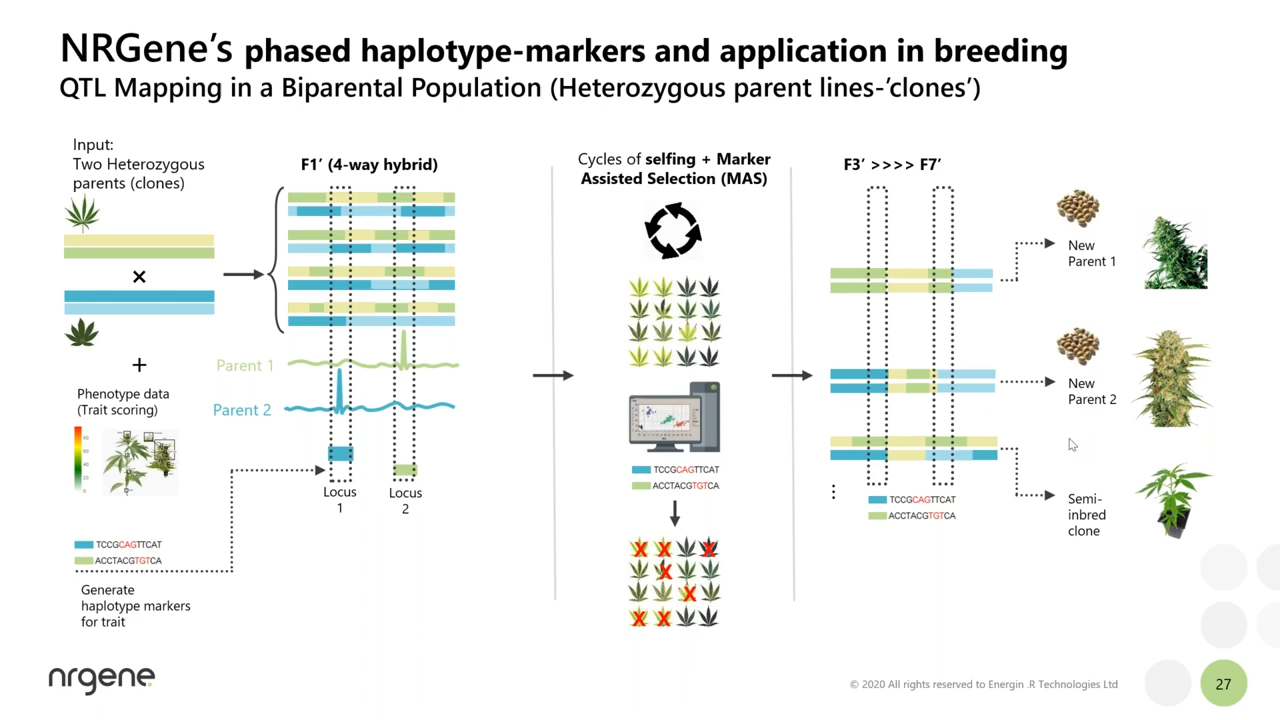 NRGene’s phased haplotype-markers and application in breeding
QTL Mapping in a Biparental Population (Heterozygous parent lines-’clones’)
Input:
Two Heterozygous
parents (clones)
×
+
Phenotype data
(Trait scoring)
TCCGCAGTTCAT
ACCTACGTGTCA
Generate
haplotype markers
for trait
F1’ (4-way hybrid)
Parent 1
Parent 2
Locus
1
Locus
2
Cycles of selfing + Marker
Assisted Selection (MAS)
TCCGCAGTTCAT
ACCTACGTGTCA
X X X
X
X
X X
F3’ >>>> F7’
New
Parent 1
New
Parent 2
Semi-
inbred
clone
TCCGCAGTTCAT
ACCTACGTGTCA
nrgene.
© 2020 All rights reserved to Energin .R Technologies Ltd
27